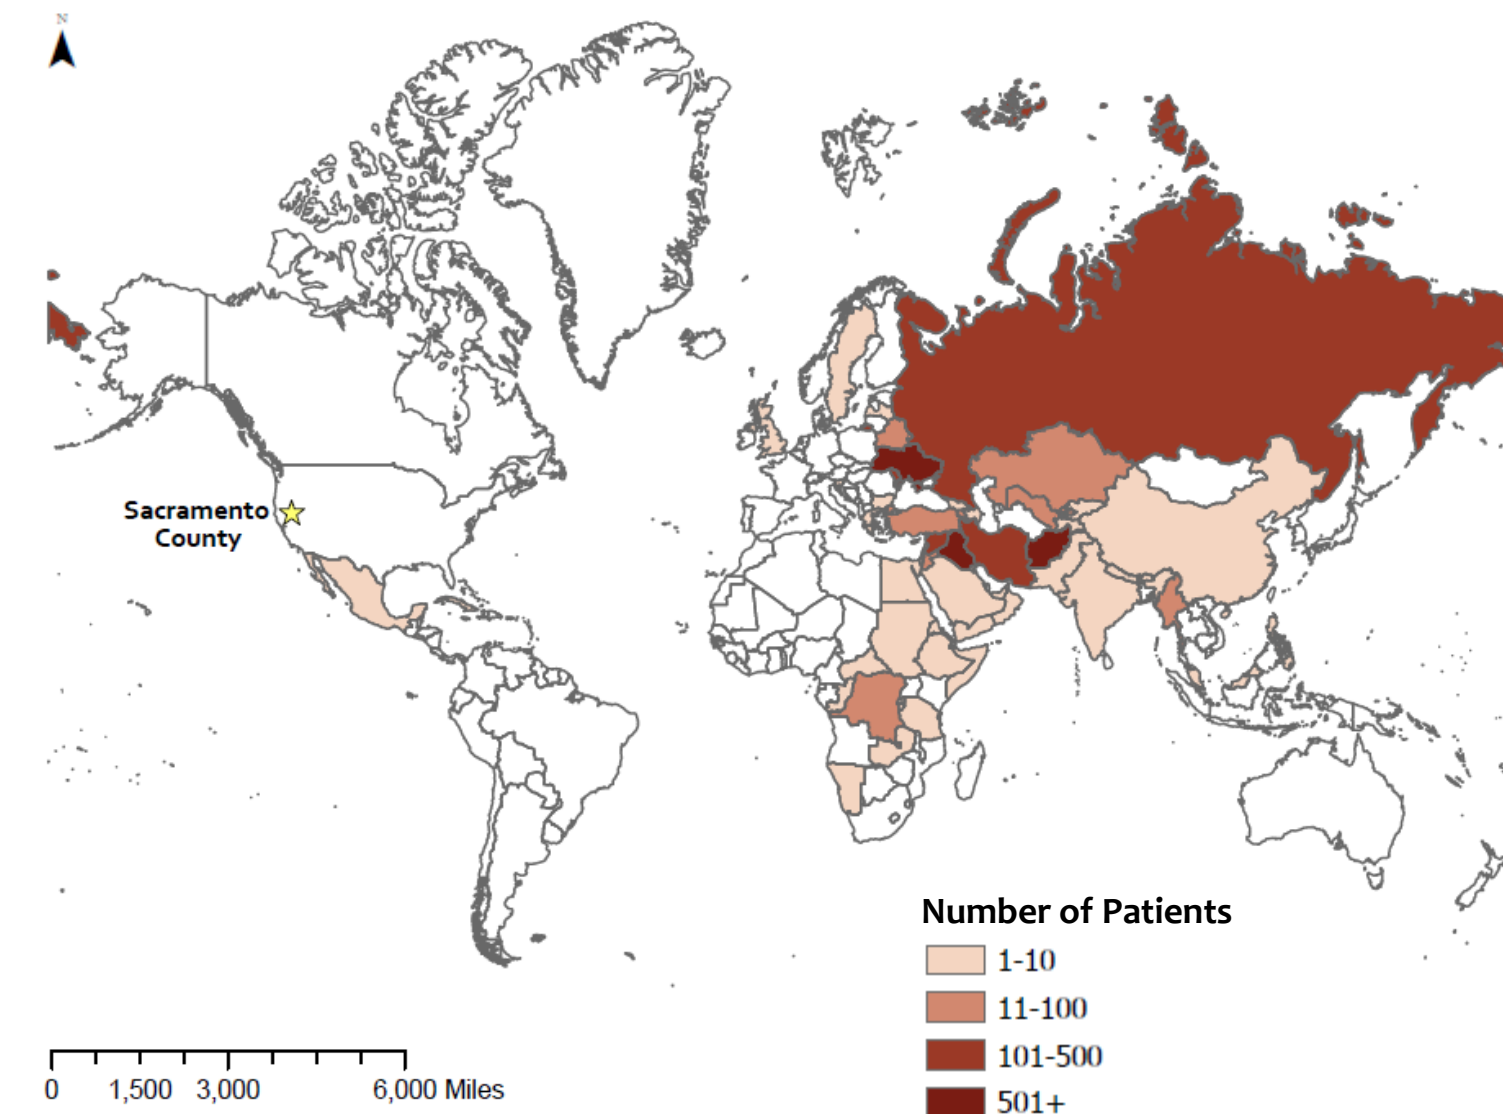 N
Sacramento
County
Number of Patients
1-10
11-100
101-500
501+
0 1,500 3,000 6,000 Miles